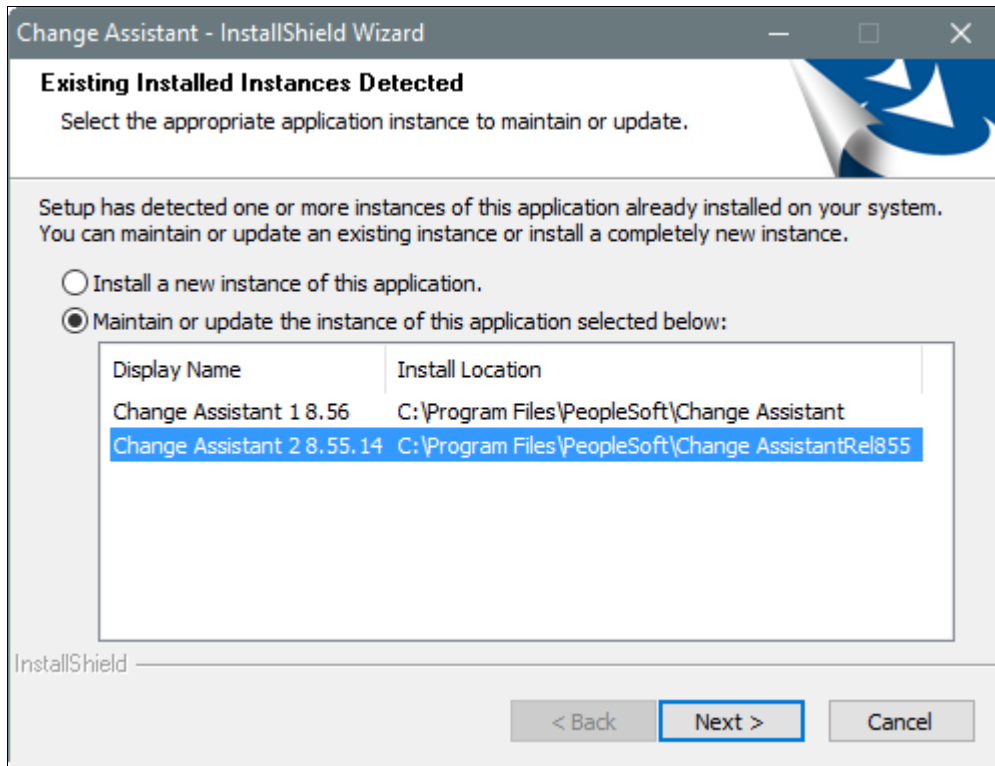 Change Assistant - InstallShield Wizard
Existing Installed Instances Detected
Select the appropriate application instance to maintain or update.
Setup has detected one or more instances of this application already installed on your system.
You can maintain or update an existing instance or install a completely new instance.
Install a new instance of this application.
Maintain or update the instance of this application selected below:
Display Name Install Location
Change Assistant 1 8.56 C:\Program Files\PeopleSoft\Change Assistant
Change Assistant 2 8.55.14 C:\Program Files\PeopleSoft\Change AssistantRel855
InstallShield
< Back Next > Cancel